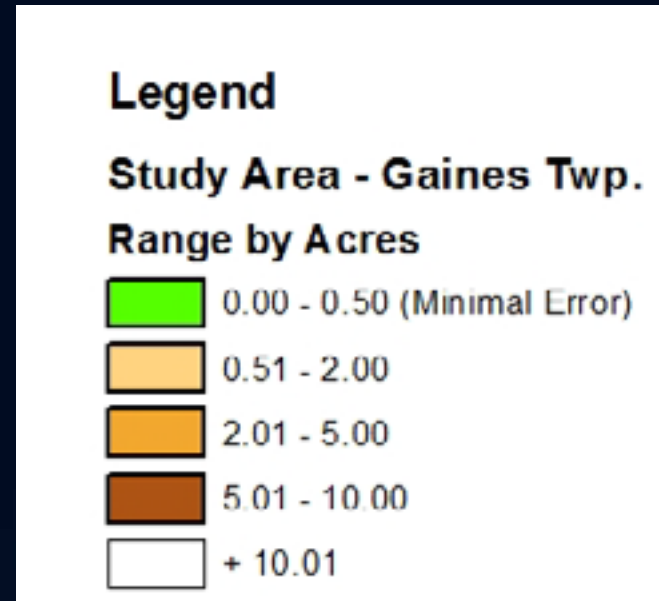 Legend
Study Area - Gaines Twp.
Range by Acres
0.00 - 0.50 (Minimal Error)
0.51 - 2.00
2.01 - 5.00
5.01 - 10.00
+ 10.01